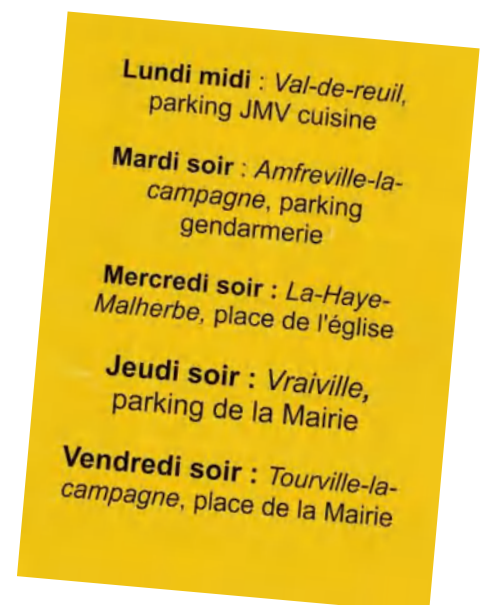 Lundi midi : Val-de-reuil,
parking JMV cuisine
Mardi soir : Amfreville-la-
campagne, parking
gendarmerie
Mercredi soir : La-Haye-
Malherbe, place de l'église
Jeudi soir : Vraiville,
parking de la Mairie
Vendredi soir : Tourville-la-
campagne, place de la Mairie